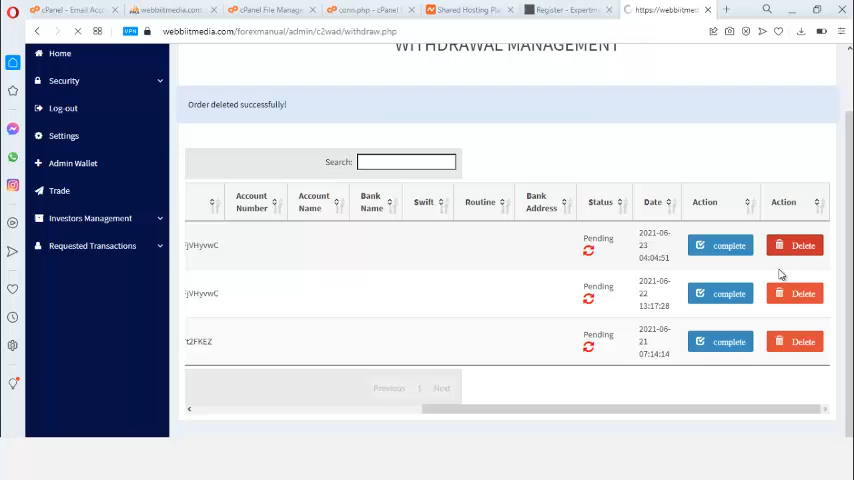 cPanel - Email Acc
webbiitmedia.com
cPanel File Manage
conn.php - cPanel
Shared Hosting Plan
Register - Expertme
https://webbiitmed
VPN webbiitmedia.com/forexmanual/admin/c2wad/withdraw.php
WITHDRAWAL MANAGEMENT
Home
Security
Log-out
Settings
Admin Wallet
Trade
Investors Management
Requested Transactions
Order deleted successfully!
Search:
Account Number
Account Name
Bank Name
Swift
Routine
Bank Address
Status
Date
Action
Action
jVHyvwC
Pending
2021-06-
23
04:04:51
complete
Delete
jVHyvwC
Pending
2021-06-
22
13:17:28
complete
Delete
t2FKEZ
Pending
2021-06-
21
07:14:14
complete
Delete
Previous 1 Next